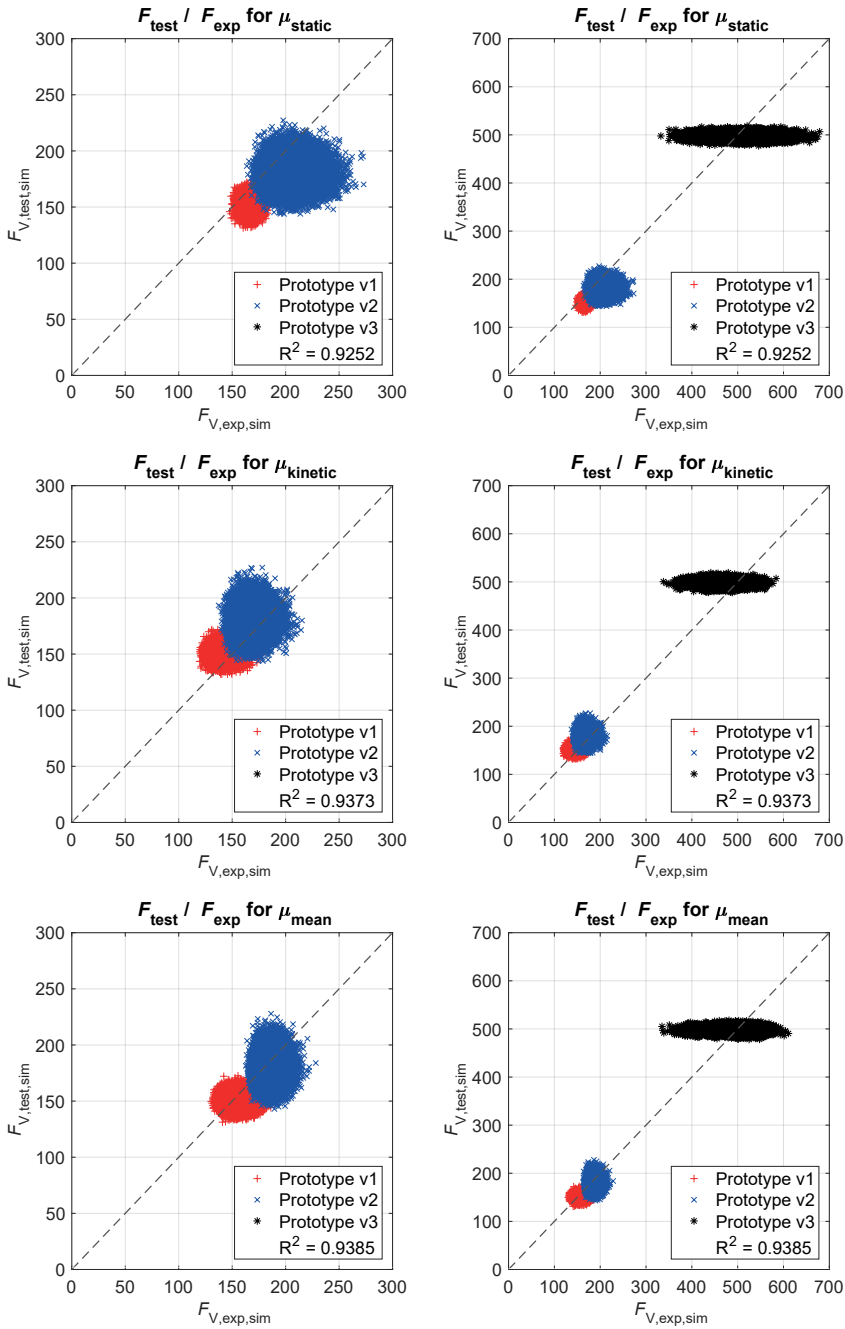 F_test / F_exp for μ_static
300
250
200
150
100
50
0
F_V,test,sim
0 50 100 150 200 250 300
F_V,exp,sim
Prototype v1
Prototype v2
Prototype v3
R² = 0.9252
F_test / F_exp for μ_static
700
600
500
400
300
200
100
0
F_V,test,sim
0 100 200 300 400 500 600 700
F_V,exp,sim
Prototype v1
Prototype v2
Prototype v3
R² = 0.9252
F_test / F_exp for μ_kinetic
300
250
200
150
100
50
0
F_V,test,sim
0 50 100 150 200 250 300
F_V,exp,sim
Prototype v1
Prototype v2
Prototype v3
R² = 0.9373
F_test / F_exp for μ_kinetic
700
600
500
400
300
200
100
0
F_V,test,sim
0 100 200 300 400 500 600 700
F_V,exp,sim
Prototype v1
Prototype v2
Prototype v3
R² = 0.9373
F_test / F_exp for μ_mean
300
250
200
150
100
50
0
F_V,test,sim
0 50 100 150 200 250 300
F_V,exp,sim
Prototype v1
Prototype v2
Prototype v3
R² = 0.9385
F_test / F_exp for μ_mean
700
600
500
400
300
200
100
0
F_V,test,sim
0 100 200 300 400 500 600 700
F_V,exp,sim
Prototype v1
Prototype v2
Prototype v3
R² = 0.9385